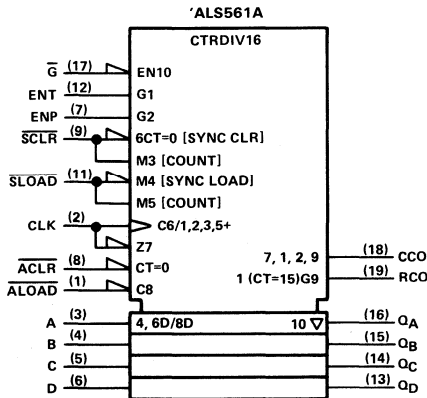 'ALS561A
CTRDIV16
G (17) EN10
ENT (12) G1
ENP (7) G2
SCLR (9) 6CT=0 [SYNC CLR]
M3 [COUNT]
SLOAD (11) M4 [SYNC LOAD]
M5 [COUNT]
CLK (2) C6/1,2,3,5+
Z7
7, 1, 2, 9 (18) CCO
ACLR (8) CT=0
1 (CT=15)G9 (19) RCO
ALOAD (1) C8
A (3) 4, 6D/8D 10 ▽ (16) QA
B (4) (15) QB
C (5) (14) QC
D (6) (13) QD